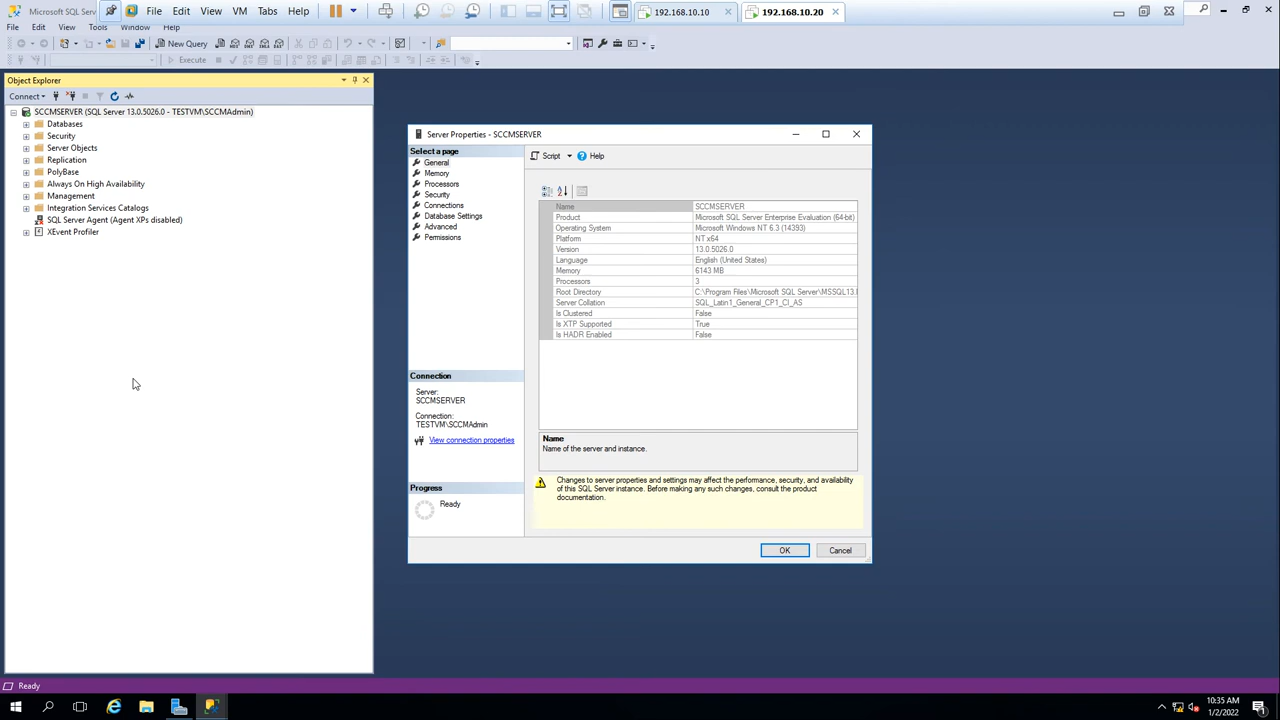 Microsoft SQL Serv File Edit View Tabs Help 192.168.10.10 192.168.10.20
File Edit View Tools Window Help
New Query
Execute
Object Explorer
Connect
SCCMSERVER (SQL Server 13.0.5026.0 - TESTVM\SCCMAdmin)
Databases
Security
Server Objects
Replication
PolyBase
Always On High Availability
Management
Integration Services Catalogs
SQL Server Agent (Agent XPs disabled)
XEvent Profiler
Server Properties - SCCMSERVER
Select a page
General
Memory
Processors
Security
Connections
Database Settings
Advanced
Permissions
Connection
Server:
SCCMSERVER
Connection:
TESTVM\SCCMAdmin
View connection properties
Progress
Ready
Script Help
Name SCCMSERVER
Product Microsoft SQL Server Enterprise Evaluation (64-bit)
Operating System Microsoft Windows NT 6.3 (14393)
Platform NT x64
Version 13.0.5026.0
Language English (United States)
Memory 6143 MB
Processors 3
Root Directory C:\Program Files\Microsoft SQL Server\MSSQL13.
Server Collation SQL_Latin1_General_CP1_CI_AS
Is Clustered False
Is XTP Supported True
Is HADR Enabled False
Name
Name of the server and instance.
Changes to server properties and settings may affect the performance, security, and availability
of this SQL Server instance. Before making any such changes, consult the product
documentation.
OK Cancel
Ready
10:35 AM
1/2/2022